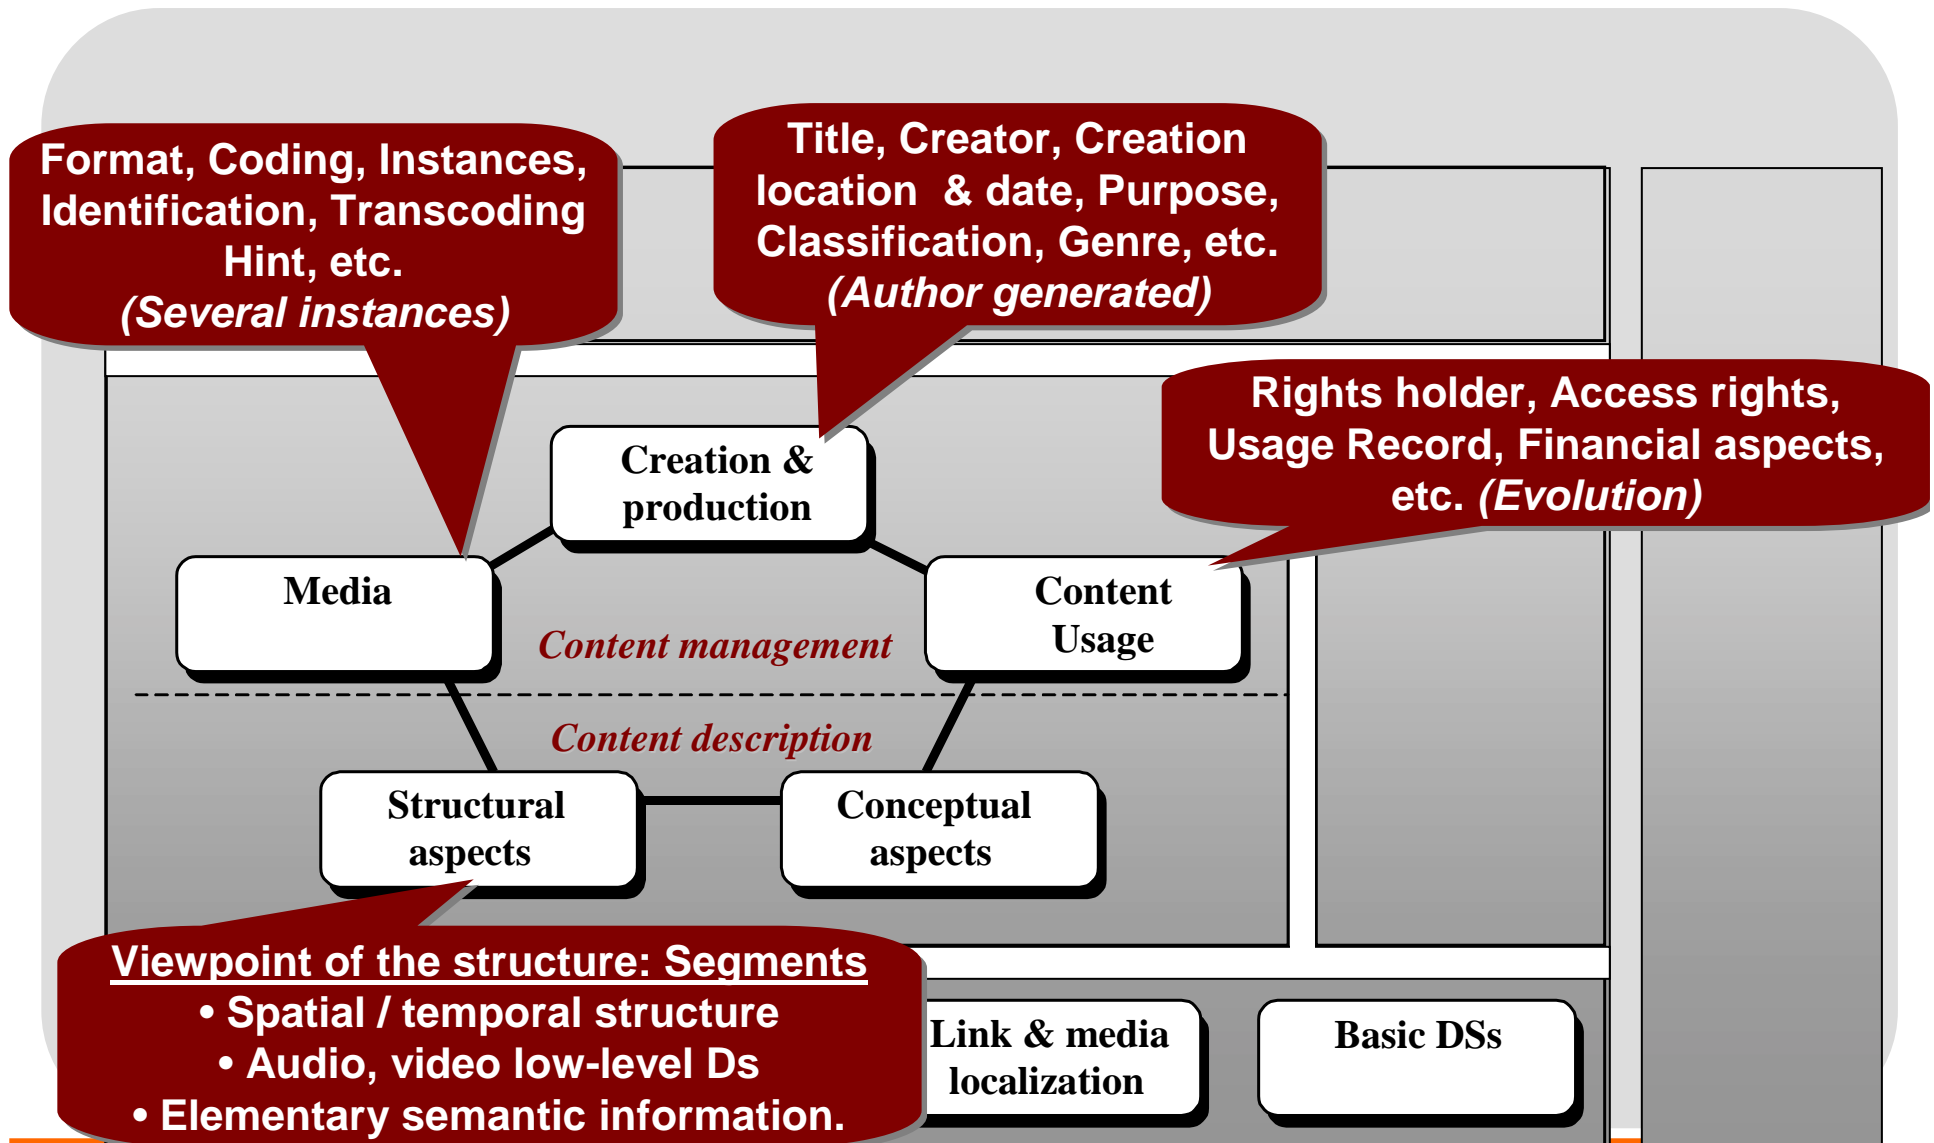 Format, Coding, Instances,
Identification, Transcoding
Hint, etc.
(Several instances)
Title, Creator, Creation
location & date, Purpose,
Classification, Genre, etc.
(Author generated)
Rights holder, Access rights,
Usage Record, Financial aspects,
etc. (Evolution)
Creation &
production
Media
Content
Usage
Content management
Content description
Structural
aspects
Conceptual
aspects
Viewpoint of the structure: Segments
• Spatial / temporal structure
• Audio, video low-level Ds
• Elementary semantic information.
Link & media
localization
Basic DSs